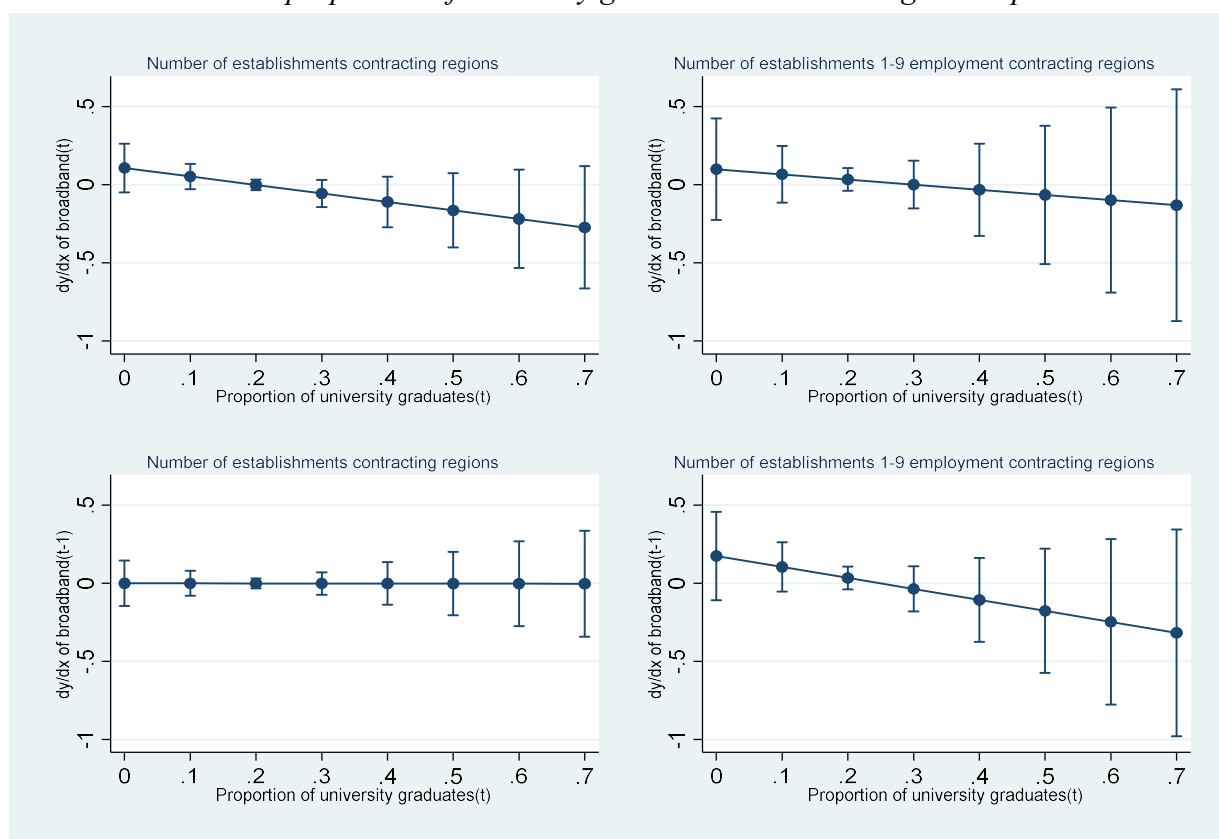 Number of establishments contracting regions
dy/dx of broadband(t)
.5
0
-.5
-1
0 .1 .2 .3 .4 .5 .6 .7
Proportion of university graduates(t)
Number of establishments 1-9 employment contracting regions
dy/dx of broadband(t)
.5
0
-.5
-1
0 .1 .2 .3 .4 .5 .6 .7
Proportion of university graduates(t)
Number of establishments contracting regions
dy/dx of broadband(t-1)
.5
0
-.5
-1
0 .1 .2 .3 .4 .5 .6 .7
Proportion of university graduates(t)
Number of establishments 1-9 employment contracting regions
dy/dx of broadband(t-1)
.5
0
-.5
-1
0 .1 .2 .3 .4 .5 .6 .7
Proportion of university graduates(t)